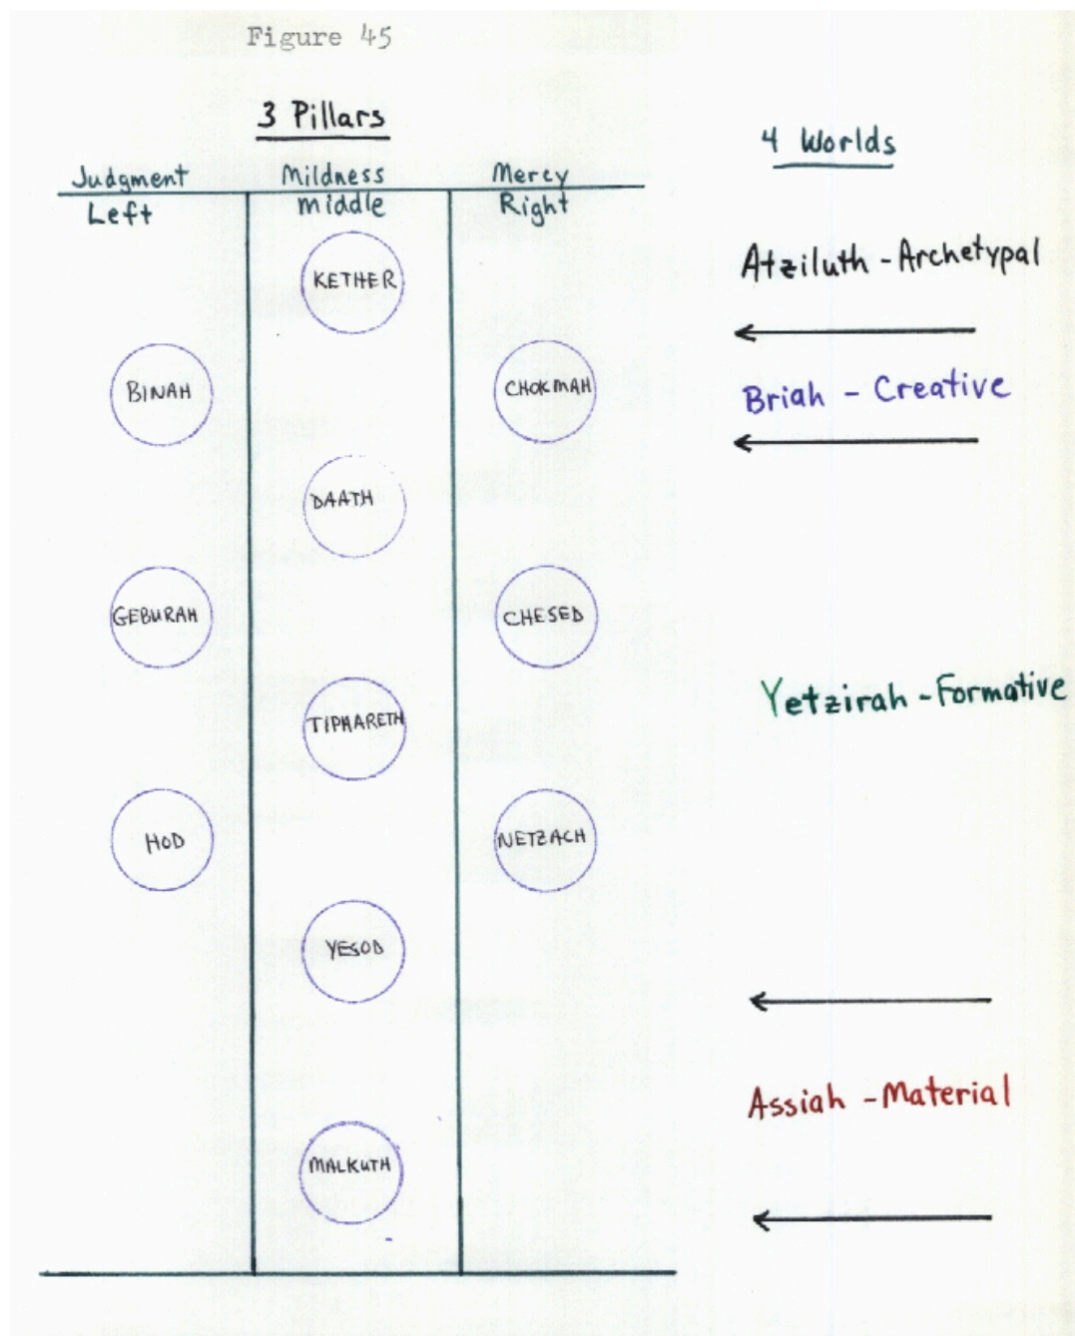 Figure 45
3 Pillars
4 Worlds
Judgment Mildness Mercy
Left middle Right
KETHER
Atziluth - Archetypal
BINAH
CHOKMAH
Briah - Creative
DAATH
GEBURAH
CHESED
TIPHARETH
Yetzirah - Formative
HOD
NETZACH
YESOD
Assiah - Material
MALKUTH